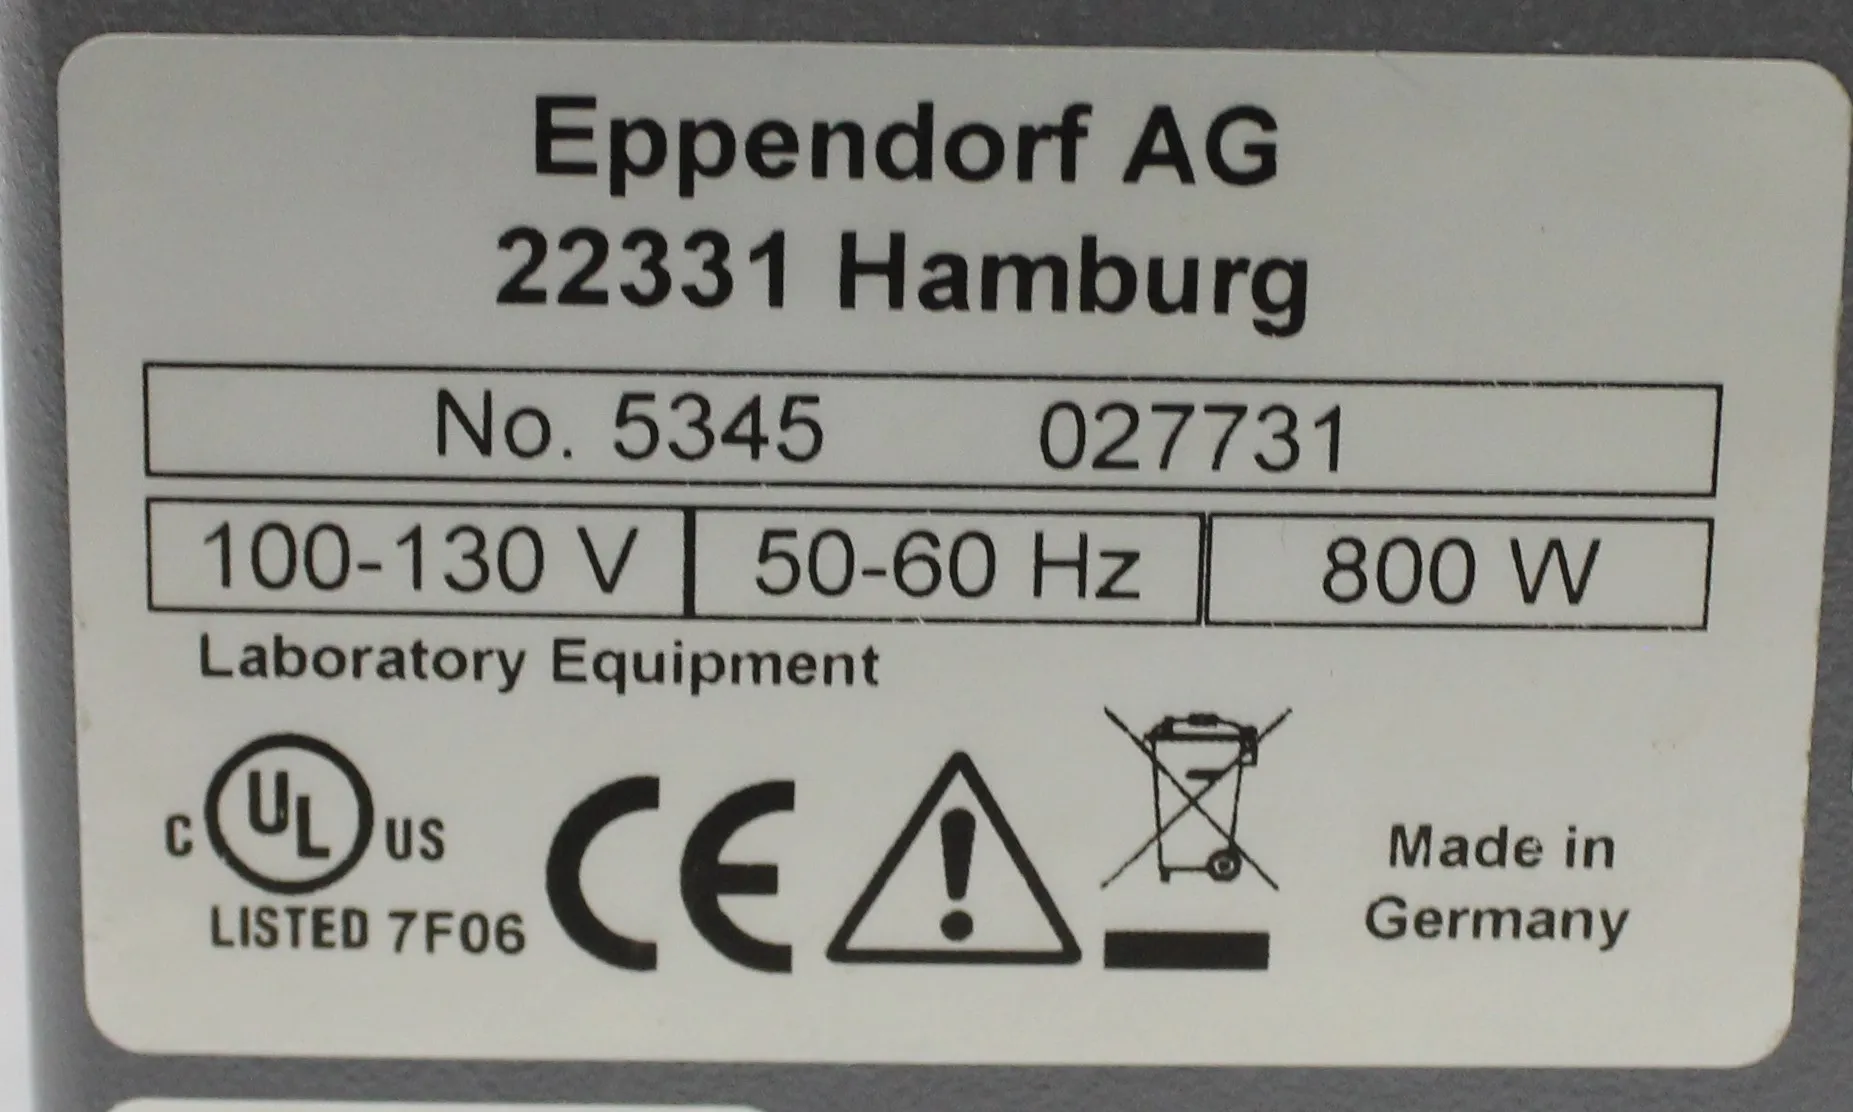 Eppendorf AG
22331 Hamburg
No. 5345 027731
100-130 V 50-60 Hz 800 W
Laboratory Equipment
C UL US
LISTED 7F06
CE
Made in
Germany